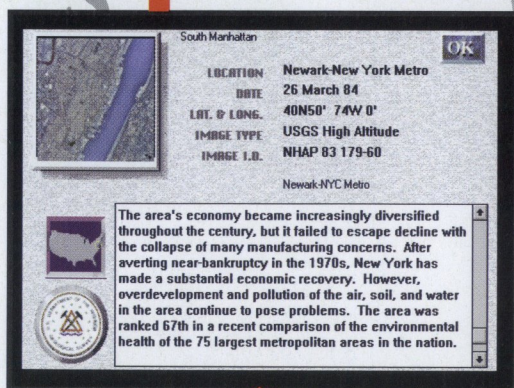 South Manhattan
OK
LOCATION Newark-New York Metro
DATE 26 March 84
LAT. & LONG. 40N50' 74W 0'
IMAGE TYPE USGS High Altitude
IMAGE I.D. NHAP 83 179-60
Newark-NYC Metro
The area's economy became increasingly diversified
throughout the century, but it failed to escape decline with
the collapse of many manufacturing concerns. After
averting near-bankruptcy in the 1970s, New York has
made a substantial economic recovery. However,
overdevelopment and pollution of the air, soil, and water
in the area continue to pose problems. The area was
ranked 67th in a recent comparison of the environmental
health of the 75 largest metropolitan areas in the nation.